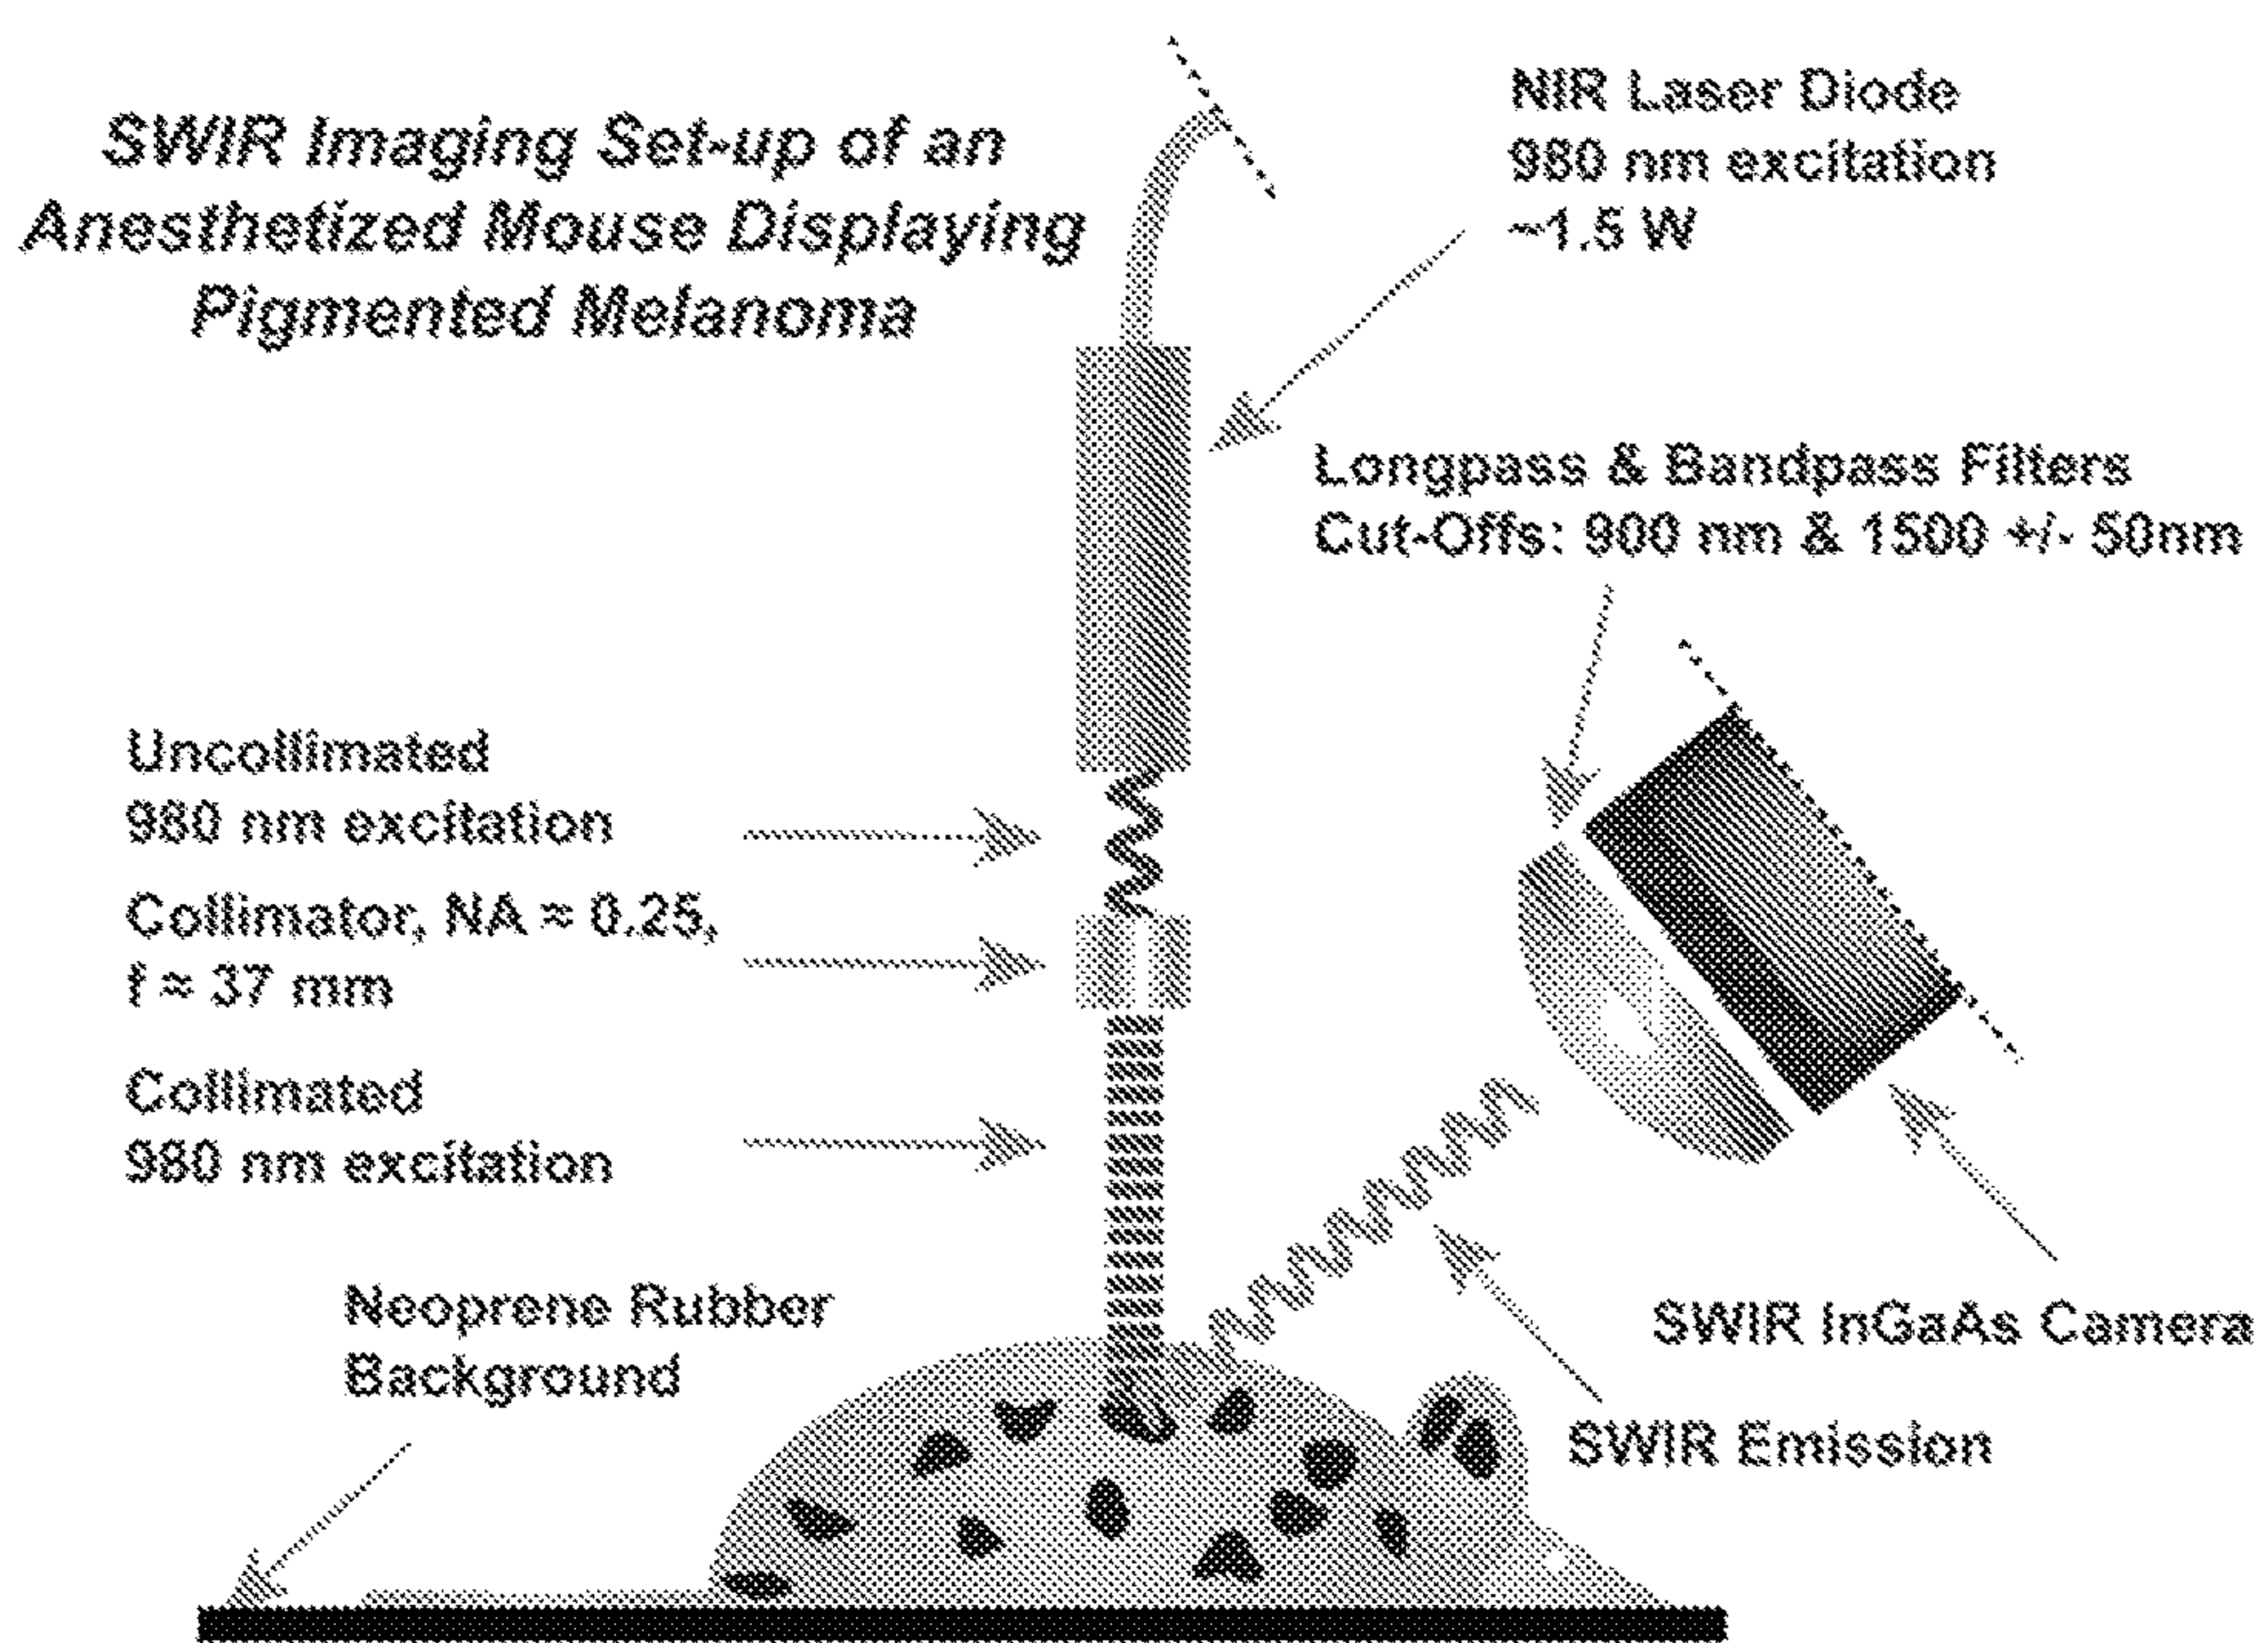 SWIR Imaging Set-up of an
Anesthetized Mouse Displaying
Pigmented Melanoma
NIR Laser Diode
980 nm excitation
~1.5 W
Longpass & Bandpass Filters
Cut-Offs: 900 nm & 1500 +/- 50nm
Uncollimated
980 nm excitation
Collimator, NA ≈ 0.25,
f ≈ 37 mm
Collimated
980 nm excitation
Neoprene Rubber
Background
SWIR InGaAs Camera
SWIR Emission